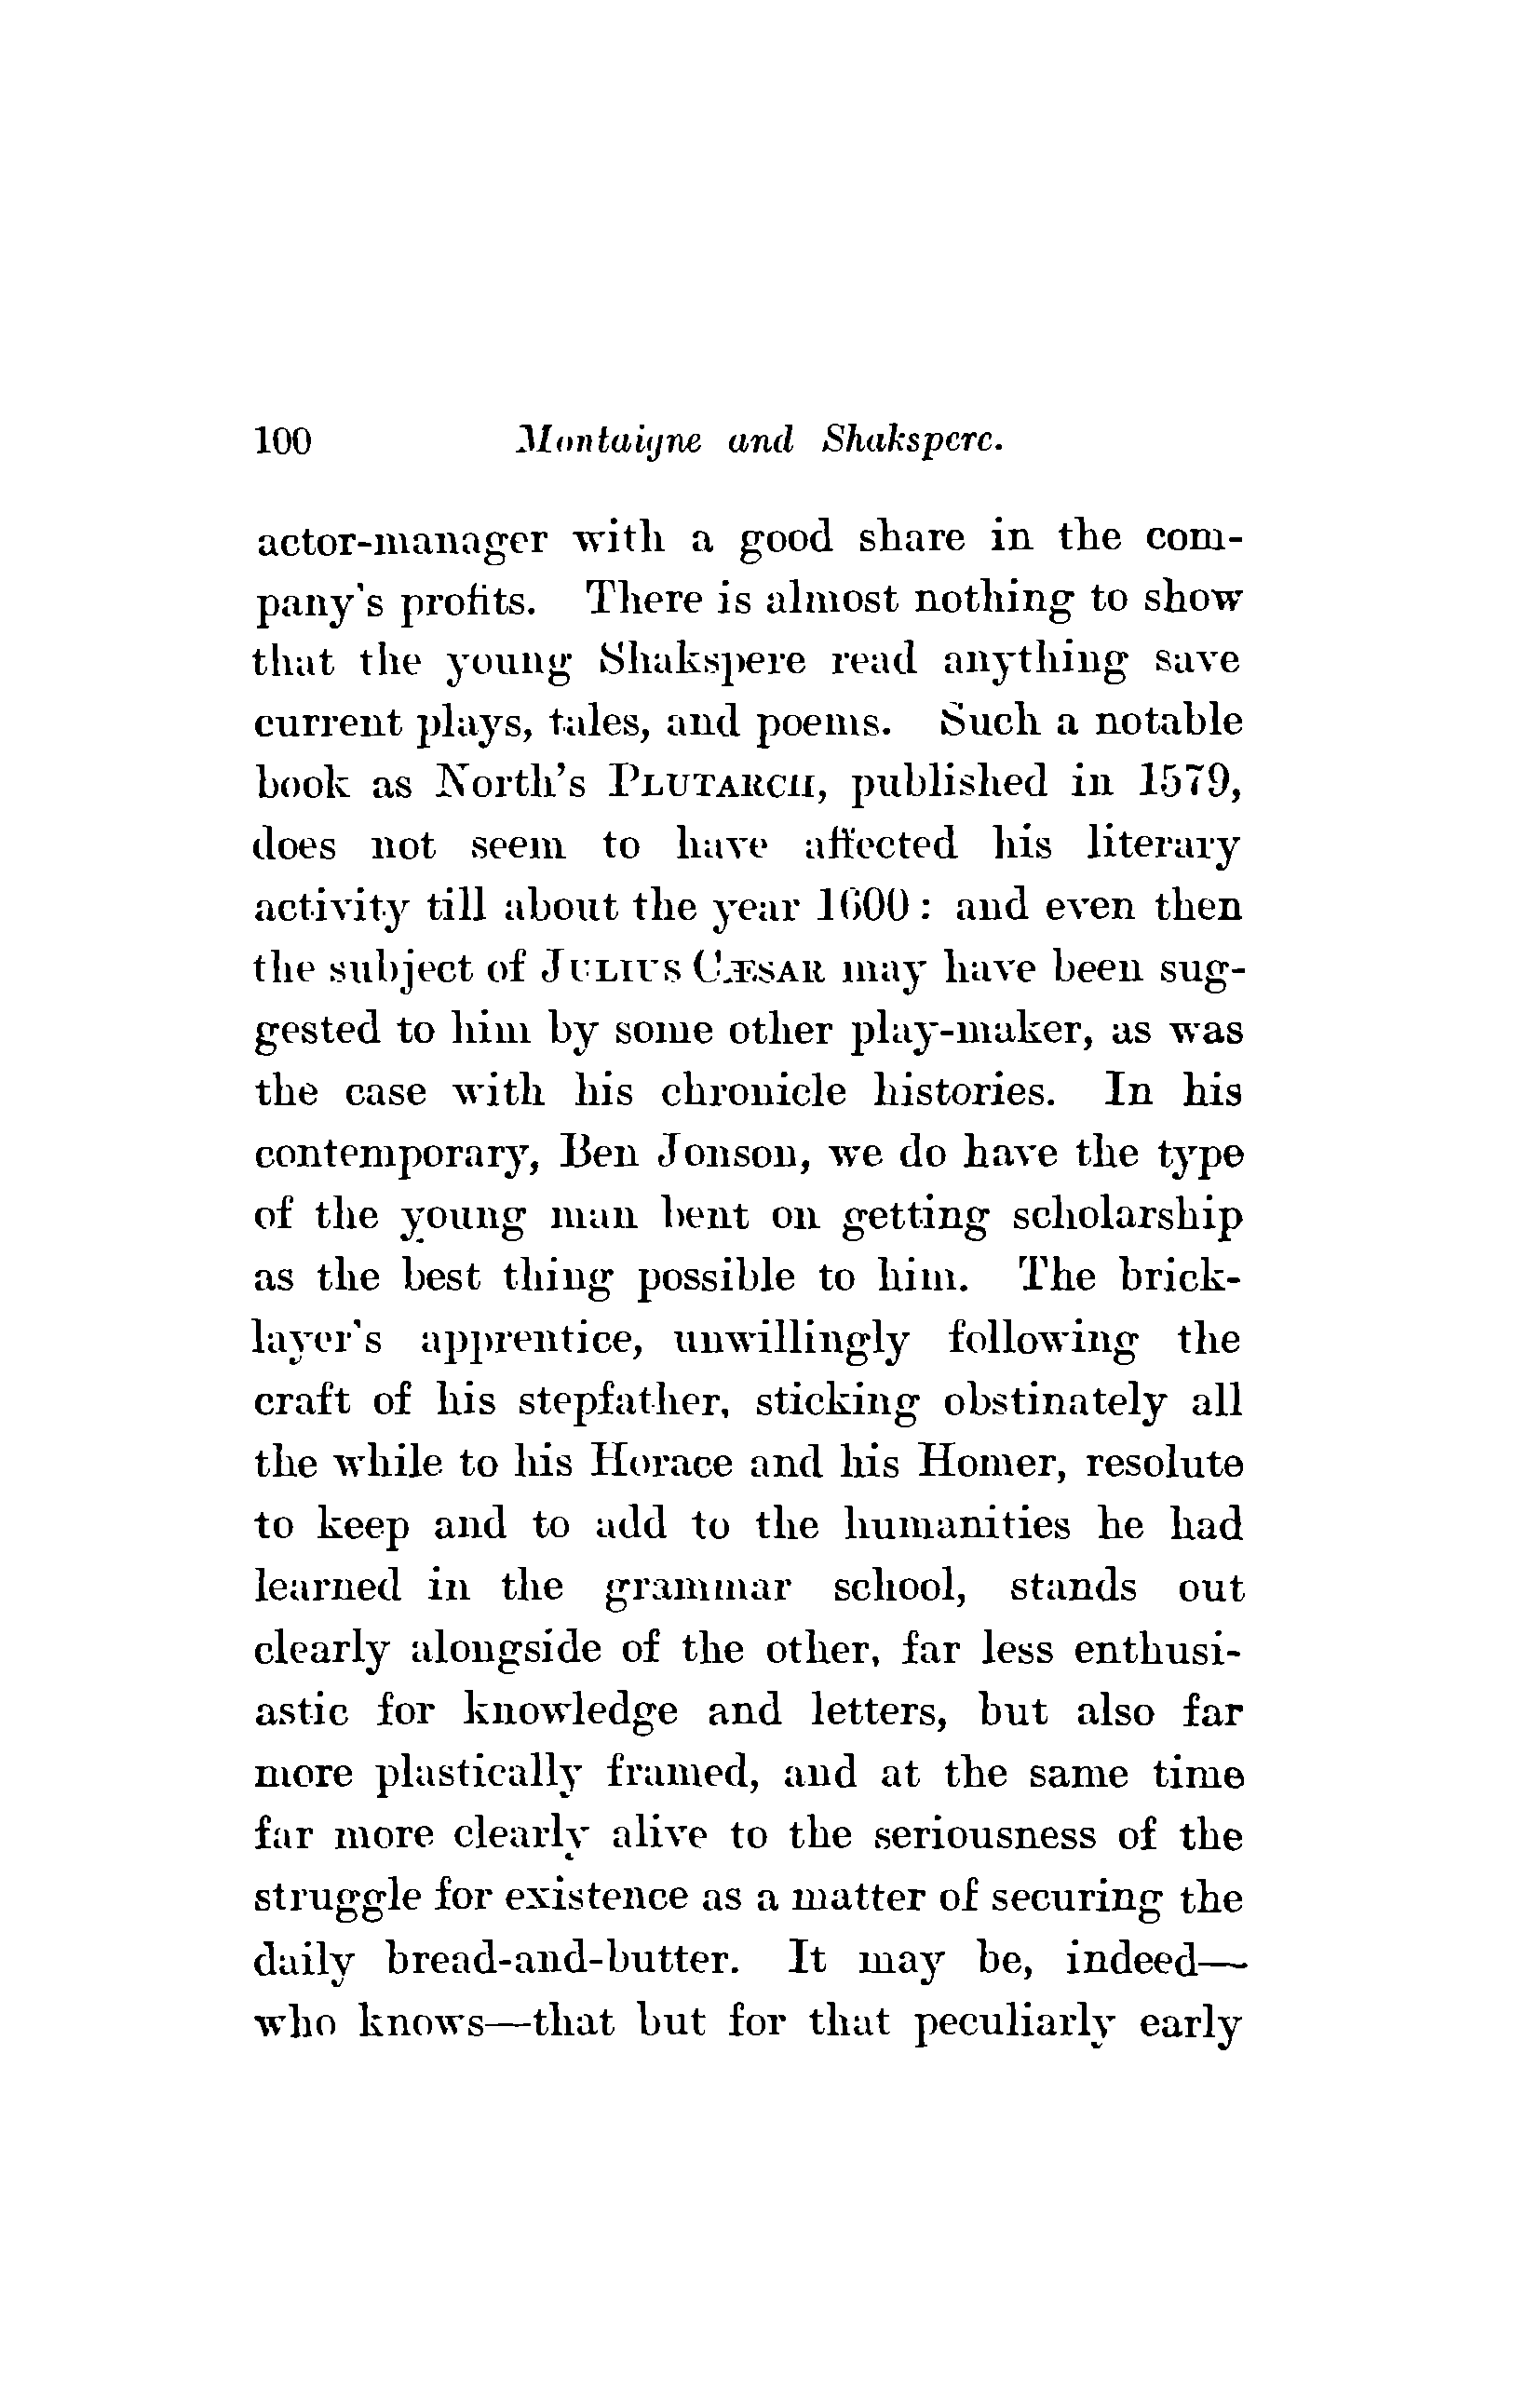 100 Montaigne and Shakspere.
actor-manager with a good share in the com-
pany's profits. There is almost nothing to show
that the young Shakspere read anything save
current plays, tales, and poems. Such a notable
book as North's PLUTARCH, published in 1579,
does not seem to have affected his literary
activity till about the year 1600: and even then
the subject of JULIUS CÆSAR may have been sug-
gested to him by some other play-maker, as was
the case with his chronicle histories. In his
contemporary, Ben Jonson, we do have the type
of the young man bent on getting scholarship
as the best thing possible to him. The brick-
layer's apprentice, unwillingly following the
craft of his stepfather, sticking obstinately all
the while to his Horace and his Homer, resolute
to keep and to add to the humanities he had
learned in the grammar school, stands out
clearly alongside of the other, far less enthusi-
astic for knowledge and letters, but also far
more plastically framed, and at the same time
far more clearly alive to the seriousness of the
struggle for existence as a matter of securing the
daily bread-and-butter. It may be, indeed—
who knows—that but for that peculiarly early